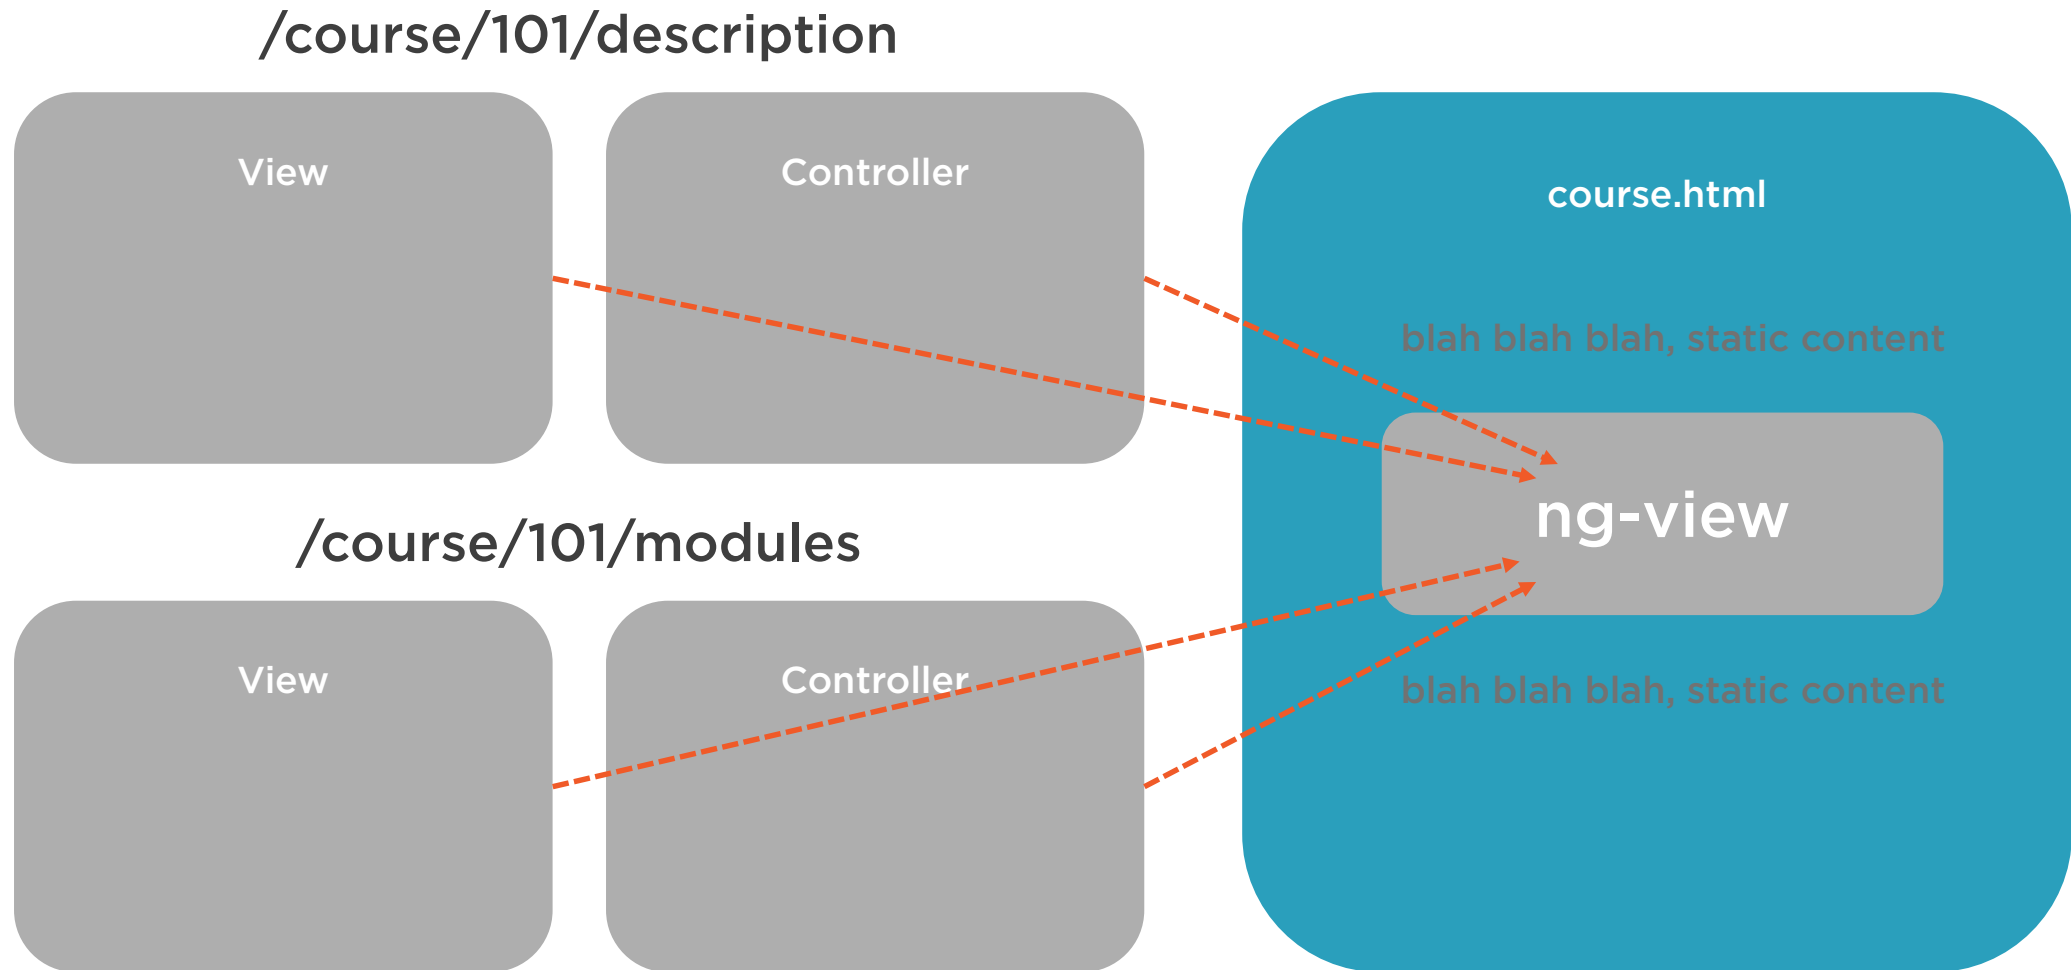 /course/101/description
View
Controller
course.html
blah blah blah, static content
ng-view
/course/101/modules
View
Controller
blah blah blah, static content